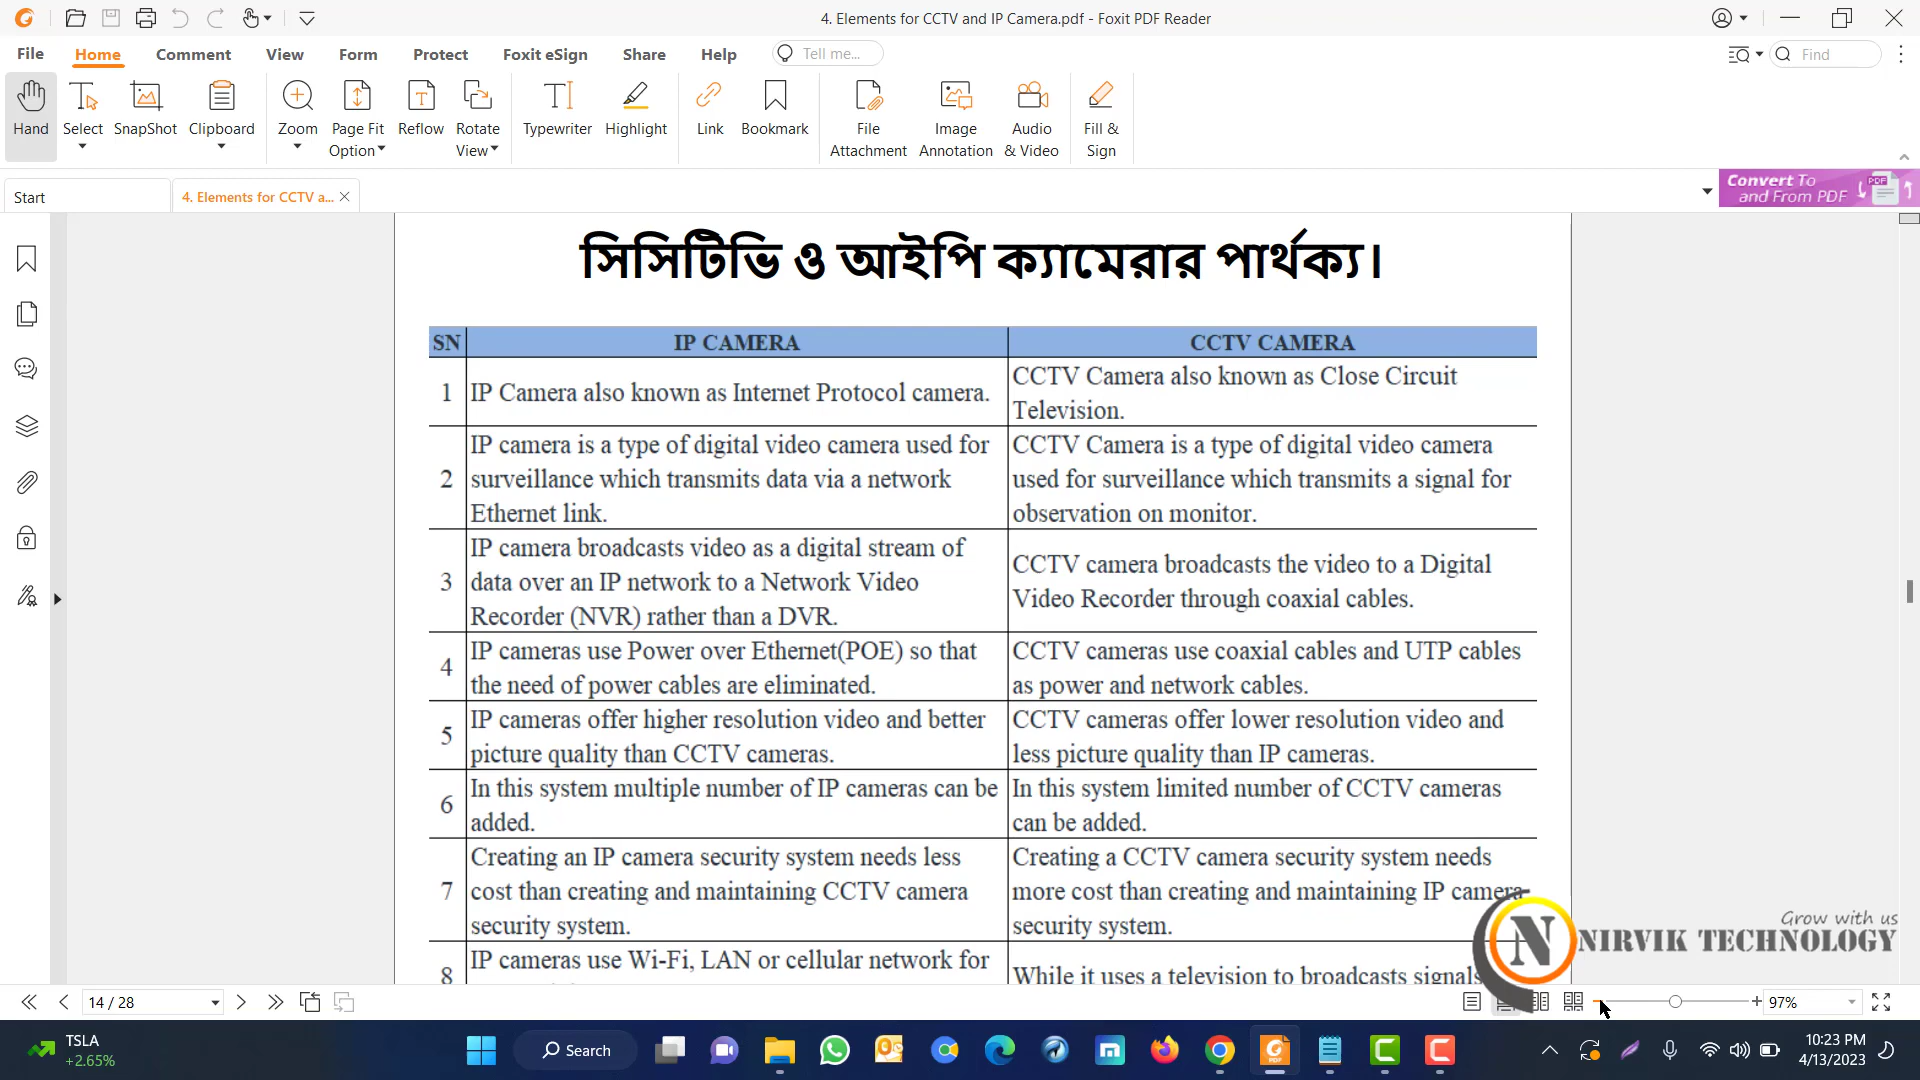 4. Elements for CCTV and IP Camera.pdf - Foxit PDF Reader
File Home Comment View Form Protect Foxit eSign Share Help Tell me... Find
Hand Select SnapShot Clipboard Zoom Page Fit Option Reflow Rotate View Typewriter Highlight Link Bookmark File Attachment Image Annotation Audio & Video Fill & Sign
Start 4. Elements for CCTV a...
Convert To
and From PDF
PDF
সিসিটিভি ও আইপি ক্যামেরার পার্থক্য।
SN IP CAMERA CCTV CAMERA
1 IP Camera also known as Internet Protocol camera.
CCTV Camera also known as Close Circuit
Television.
2 IP camera is a type of digital video camera used for
surveillance which transmits data via a network
Ethernet link.
CCTV Camera is a type of digital video camera
used for surveillance which transmits a signal for
observation on monitor.
3 IP camera broadcasts video as a digital stream of
data over an IP network to a Network Video
Recorder (NVR) rather than a DVR.
CCTV camera broadcasts the video to a Digital
Video Recorder through coaxial cables.
4 IP cameras use Power over Ethernet(POE) so that
the need of power cables are eliminated.
CCTV cameras use coaxial cables and UTP cables
as power and network cables.
5 IP cameras offer higher resolution video and better
picture quality than CCTV cameras.
CCTV cameras offer lower resolution video and
less picture quality than IP cameras.
6 In this system multiple number of IP cameras can be
added.
In this system limited number of CCTV cameras
can be added.
7 Creating an IP camera security system needs less
cost than creating and maintaining CCTV camera
security system.
Creating a CCTV camera security system needs
more cost than creating and maintaining IP camera
security system.
8 IP cameras use Wi-Fi, LAN or cellular network for
While it uses a television to broadcasts signals
Grow with us
N NIRVIK TECHNOLOGY
14 / 28 97%
TSLA
+2.65%
Search
10:23 PM
4/13/2023